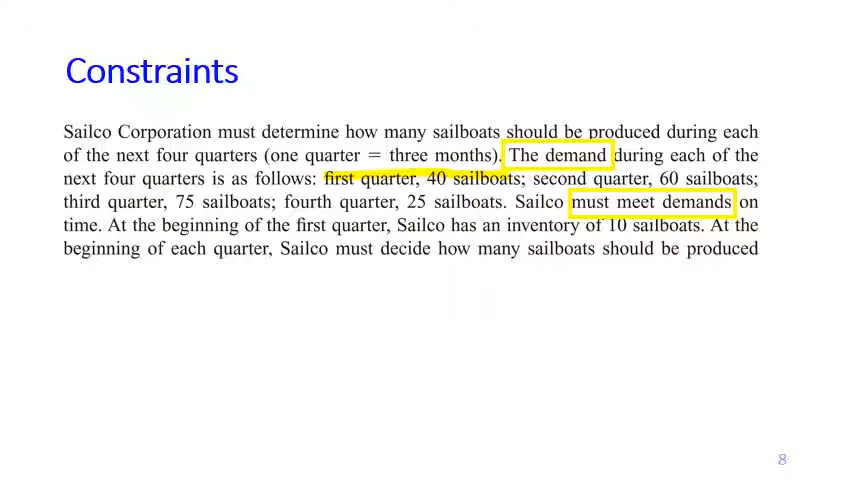 Constraints
Sailco Corporation must determine how many sailboats should be produced during each
of the next four quarters (one quarter = three months). The demand during each of the
next four quarters is as follows: first quarter, 40 sailboats; second quarter, 60 sailboats;
third quarter, 75 sailboats; fourth quarter, 25 sailboats. Sailco must meet demands on
time. At the beginning of the first quarter, Sailco has an inventory of 10 sailboats. At the
beginning of each quarter, Sailco must decide how many sailboats should be produced
8